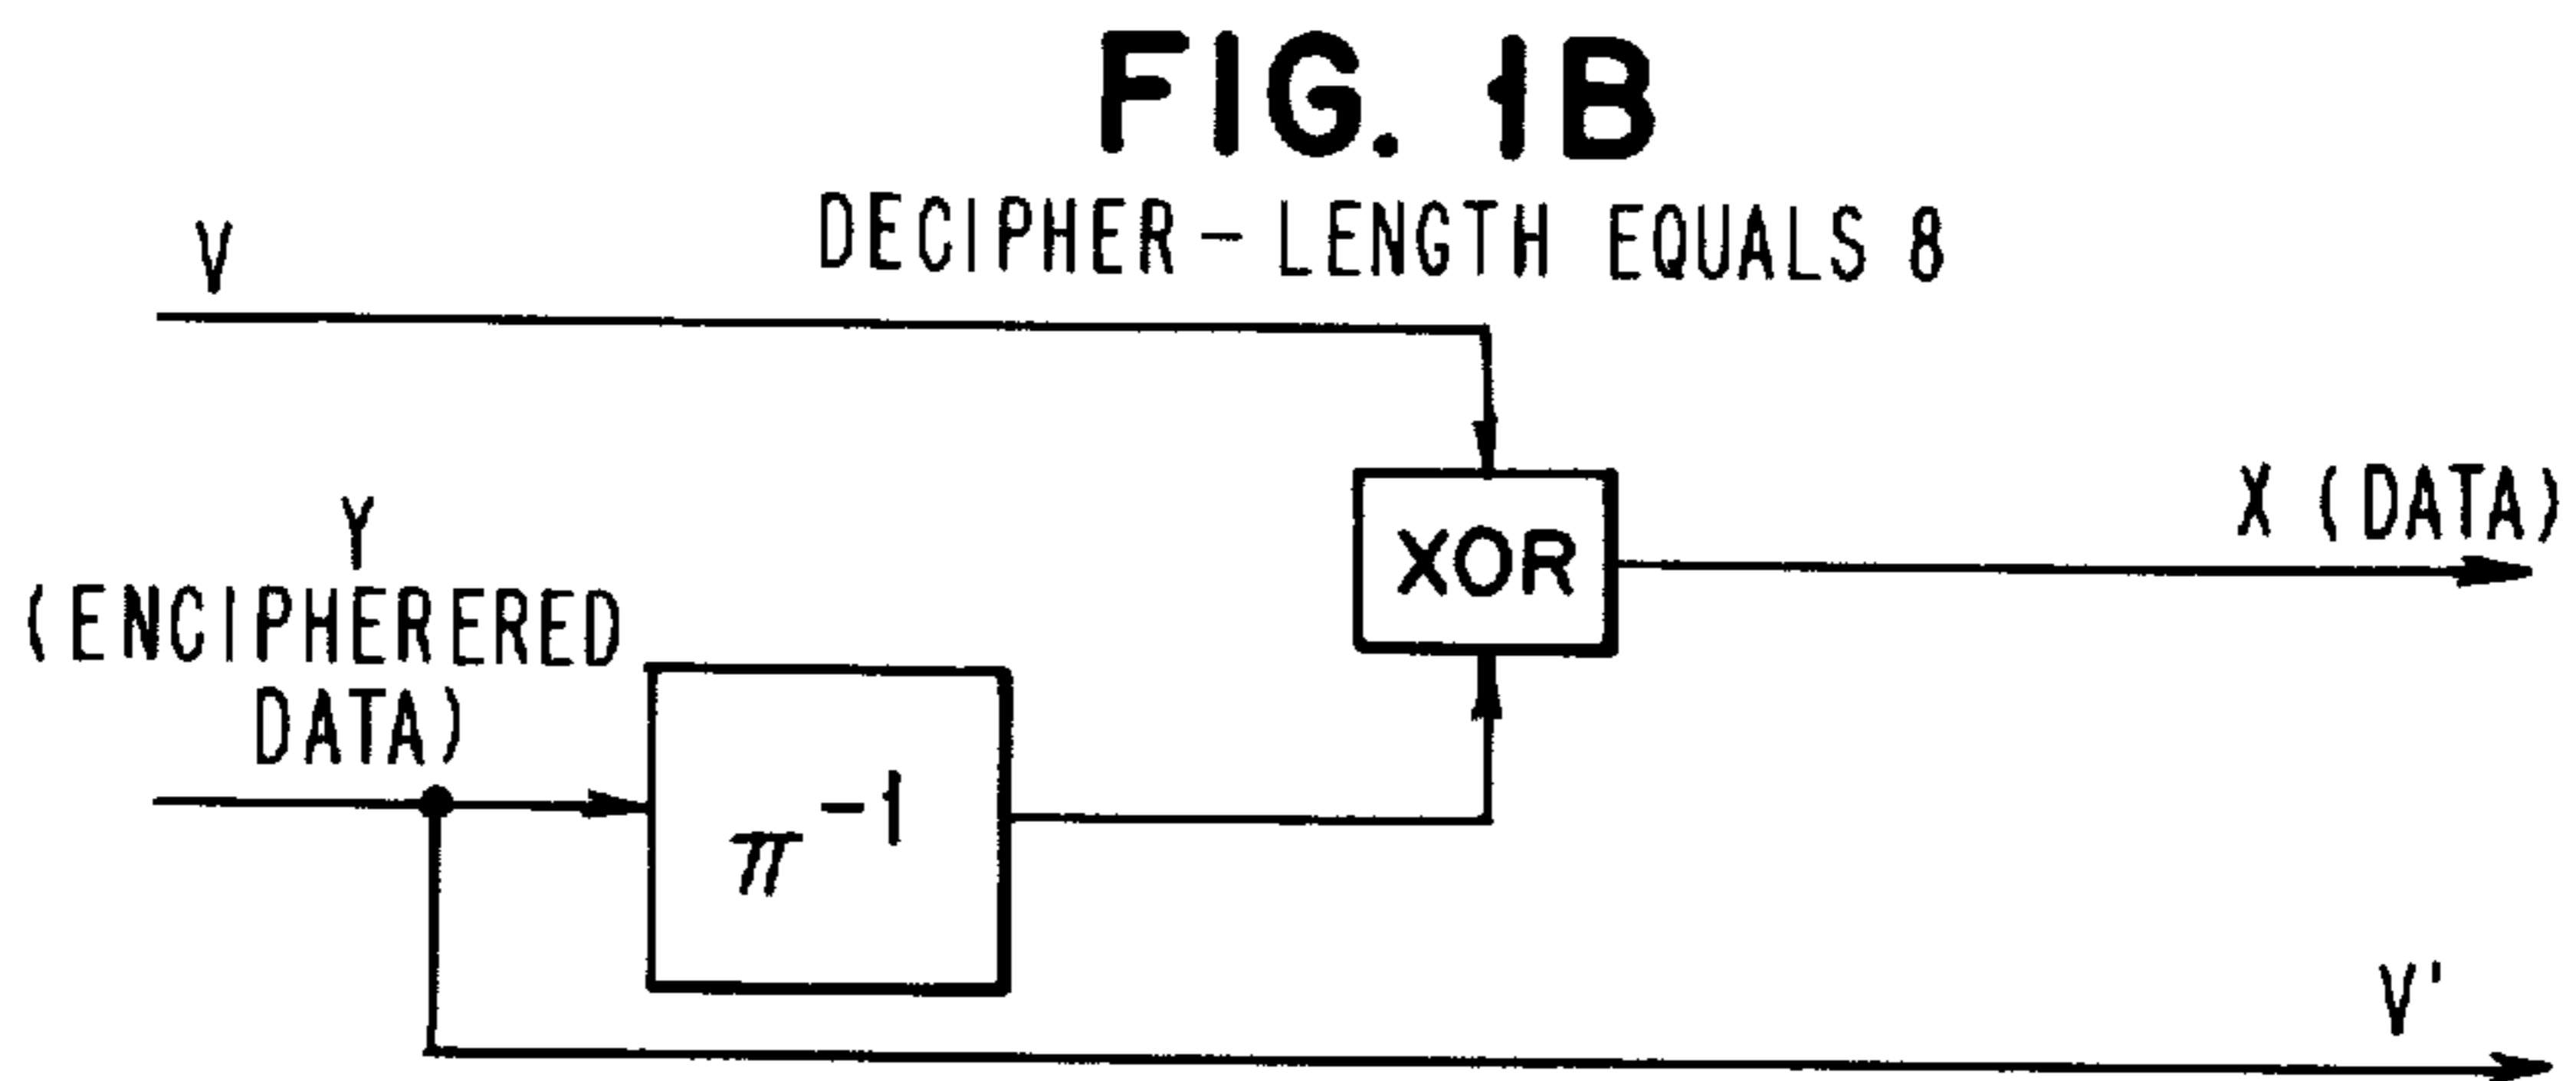 FIG. 1B
DECIPHER - LENGTH EQUALS 8
V
Y
(ENCIPHERERED
DATA)
XOR
X (DATA)
π⁻¹
V'